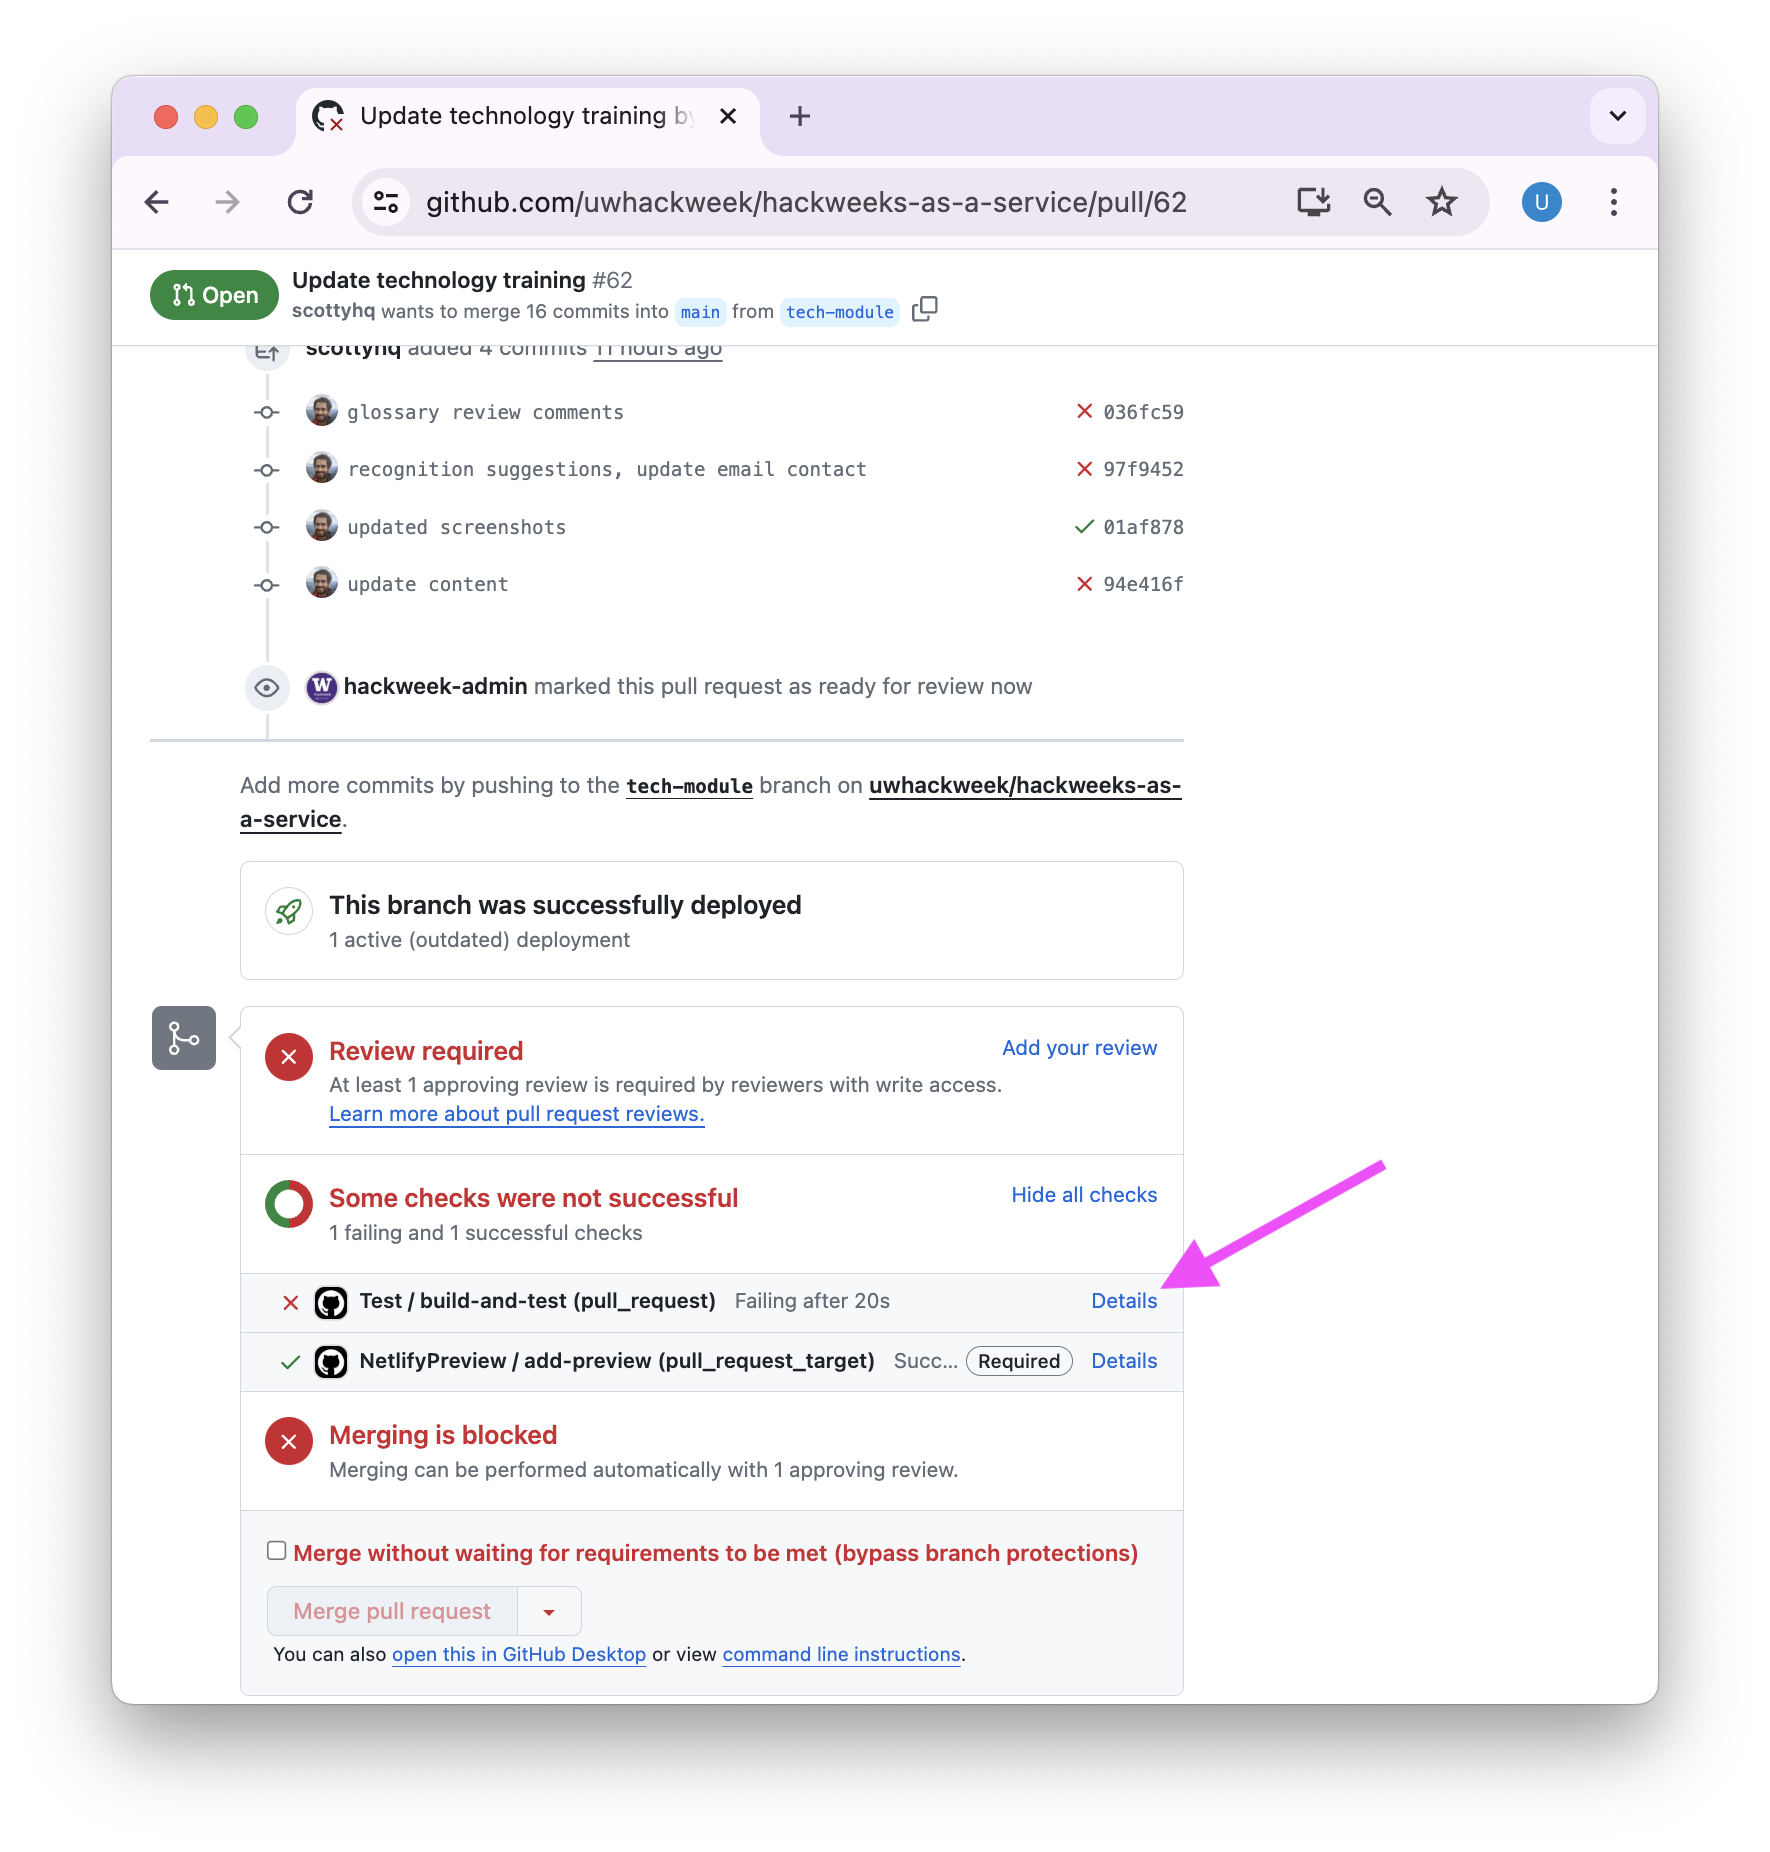 Update technology training by
github.com/uwhackweek/hackweeks-as-a-service/pull/62
U
Open
Update technology training #62
scottyhq wants to merge 16 commits into main from tech-module
scottyhq added 4 commits 11 hours ago
glossary review comments 036fc59
recognition suggestions, update email contact 97f9452
updated screenshots 01af878
update content 94e416f
W
hackweek-admin marked this pull request as ready for review now
Add more commits by pushing to the tech-module branch on uwhackweek/hackweeks-as-
a-service.
This branch was successfully deployed
1 active (outdated) deployment
Review required
Add your review
At least 1 approving review is required by reviewers with write access.
Learn more about pull request reviews.
Some checks were not successful
Hide all checks
1 failing and 1 successful checks
Test / build-and-test (pull_request) Failing after 20s Details
NetlifyPreview / add-preview (pull_request_target) Succ... Required Details
Merging is blocked
Merging can be performed automatically with 1 approving review.
Merge without waiting for requirements to be met (bypass branch protections)
Merge pull request
You can also open this in GitHub Desktop or view command line instructions.